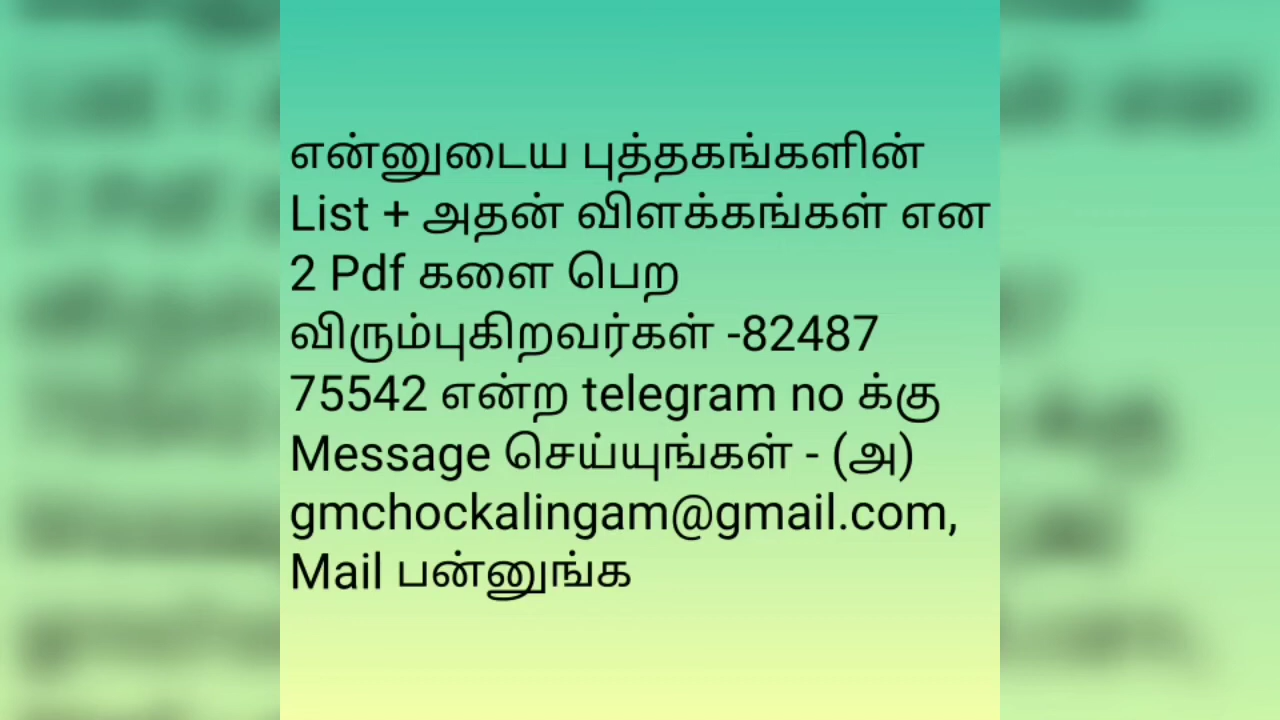 என்னுடைய புத்தகங்களின்
List + அதன் விளக்கங்கள் என
2 Pdf களை பெற
விரும்புகிறவர்கள் -82487
75542 என்ற telegram no க்கு
Message செய்யுங்கள் - (அ)
gmchockalingam@gmail.com,
Mail பன்னுங்க